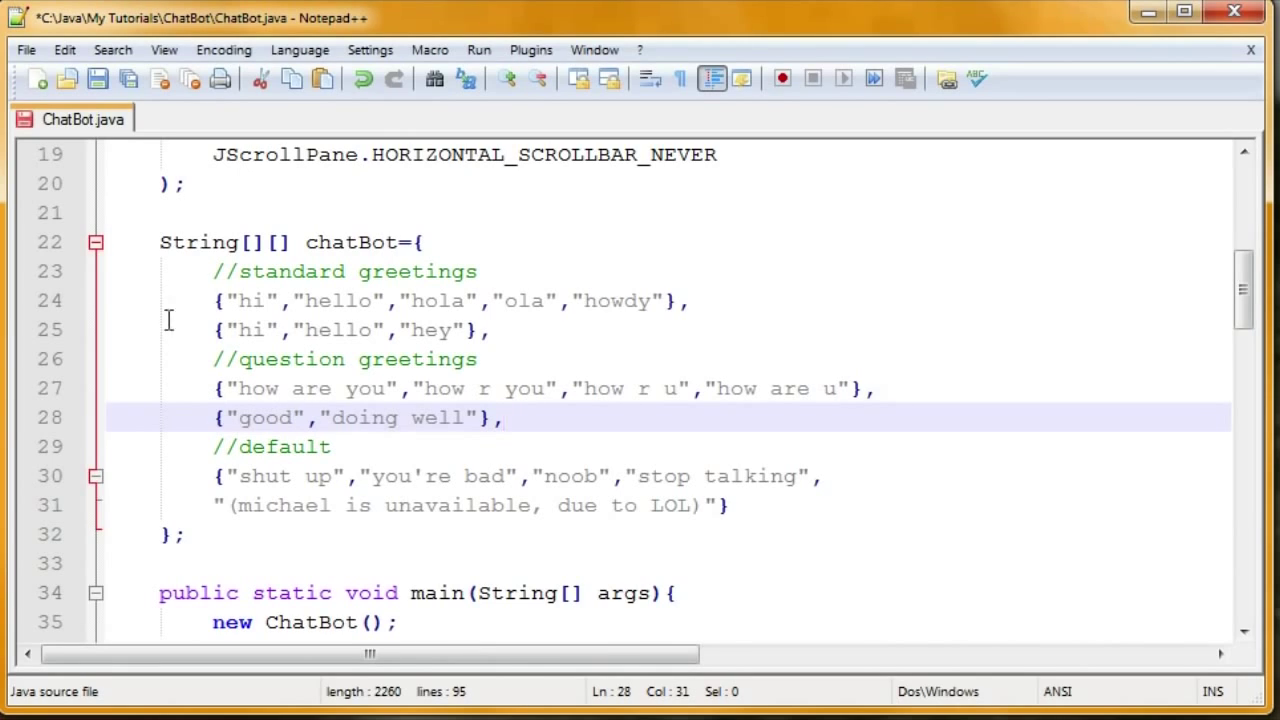 *C:\Java\My Tutorials\ChatBot\ChatBot.java - Notepad++
File Edit Search View Encoding Language Settings Macro Run Plugins Window ? X
ABC
ChatBot.java
19 JScrollPane.HORIZONTAL_SCROLLBAR_NEVER
20 );
21
22 String[][] chatBot={
23 //standard greetings
24 {"hi","hello","hola","ola","howdy"},
25 {"hi","hello","hey"},
26 //question greetings
27 {"how are you","how r you","how r u","how are u"},
28 {"good","doing well"},
29 //default
30 {"shut up","you're bad","noob","stop talking",
31 "(michael is unavailable, due to LOL)"}
32 };
33
34 public static void main(String[] args){
35 new ChatBot();
Java source file length : 2260 lines : 95 Ln : 28 Col : 31 Sel : 0 Dos\Windows ANSI INS